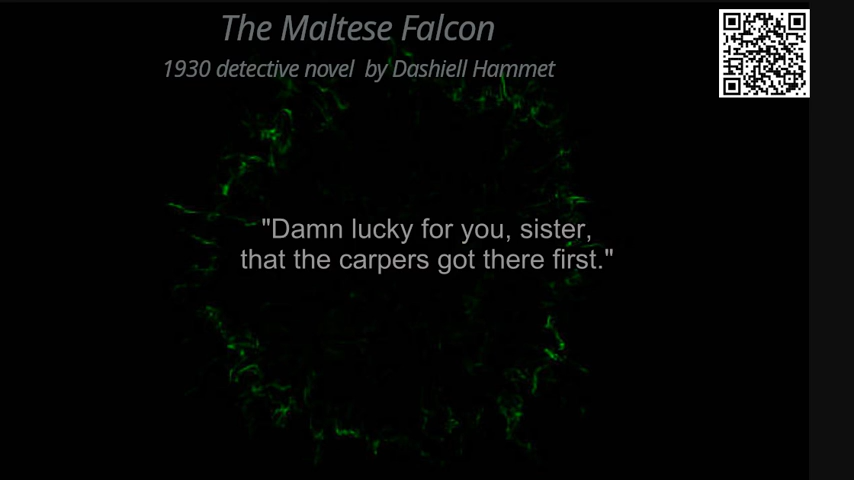 The Maltese Falcon
1930 detective novel by Dashiell Hammet
"Damn lucky for you, sister,
that the carpers got there first."